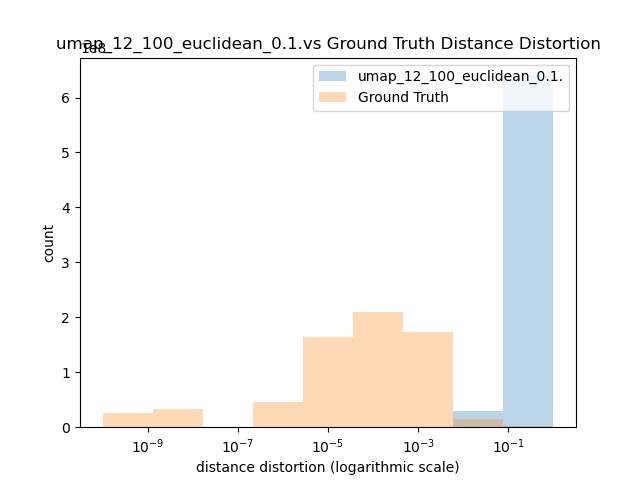 umap_12_100_euclidean_0.1.vs Ground Truth Distance Distortion
1e8
umap_12_100_euclidean_0.1.
Ground Truth
6
5
4
3
2
1
0
count
10⁻⁹ 10⁻⁷ 10⁻⁵ 10⁻³ 10⁻¹
distance distortion (logarithmic scale)